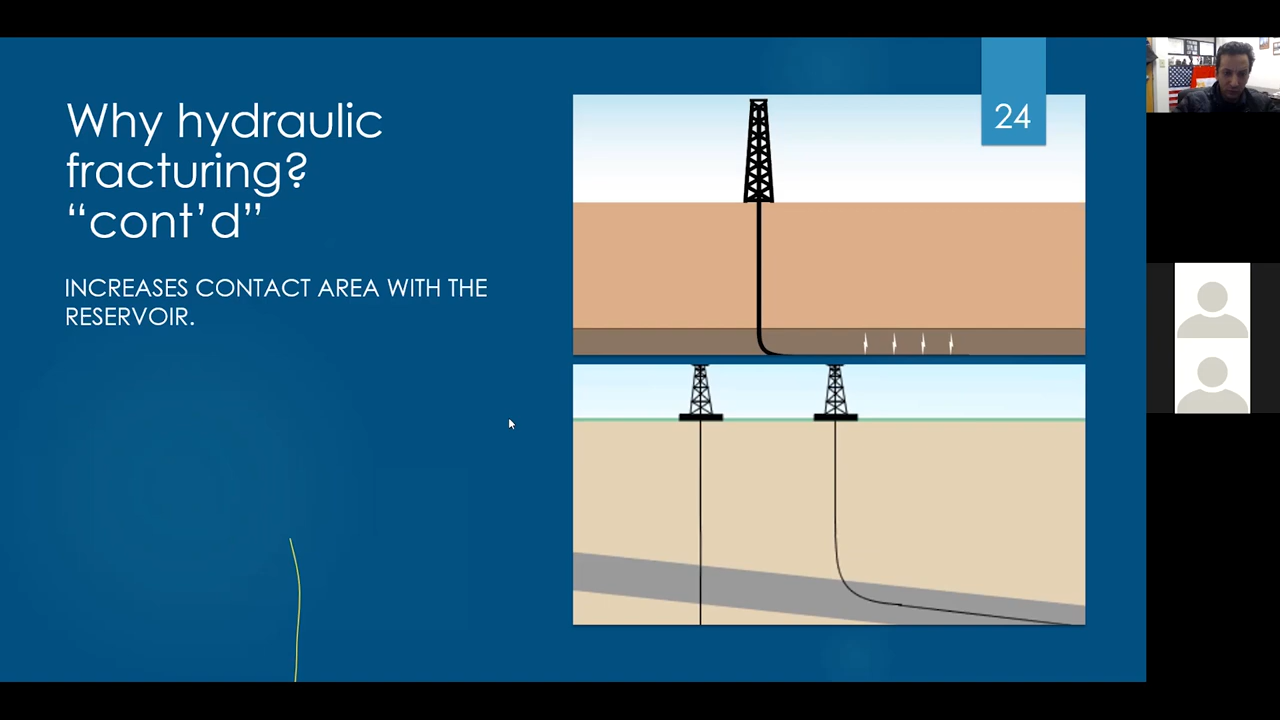 Why hydraulic
fracturing?
“cont’d”
INCREASES CONTACT AREA WITH THE
RESERVOIR.
24